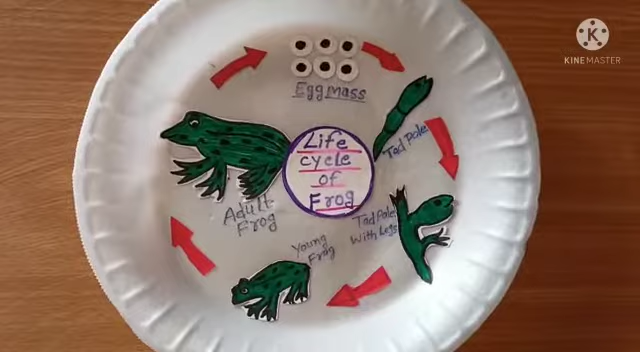 Life
cycle
of
Frog
Egg mass
Tad Pole
Tad Pole
With Legs
Young
Frog
Adult
Frog
K
KINEMASTER